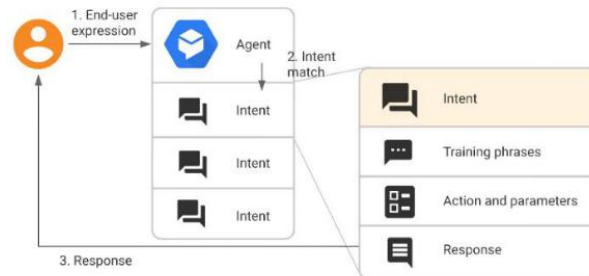 1. End-user
expression
Agent
2. Intent
match
Intent
Intent
Intent
Intent
Training phrases
Action and parameters
Response
3. Response